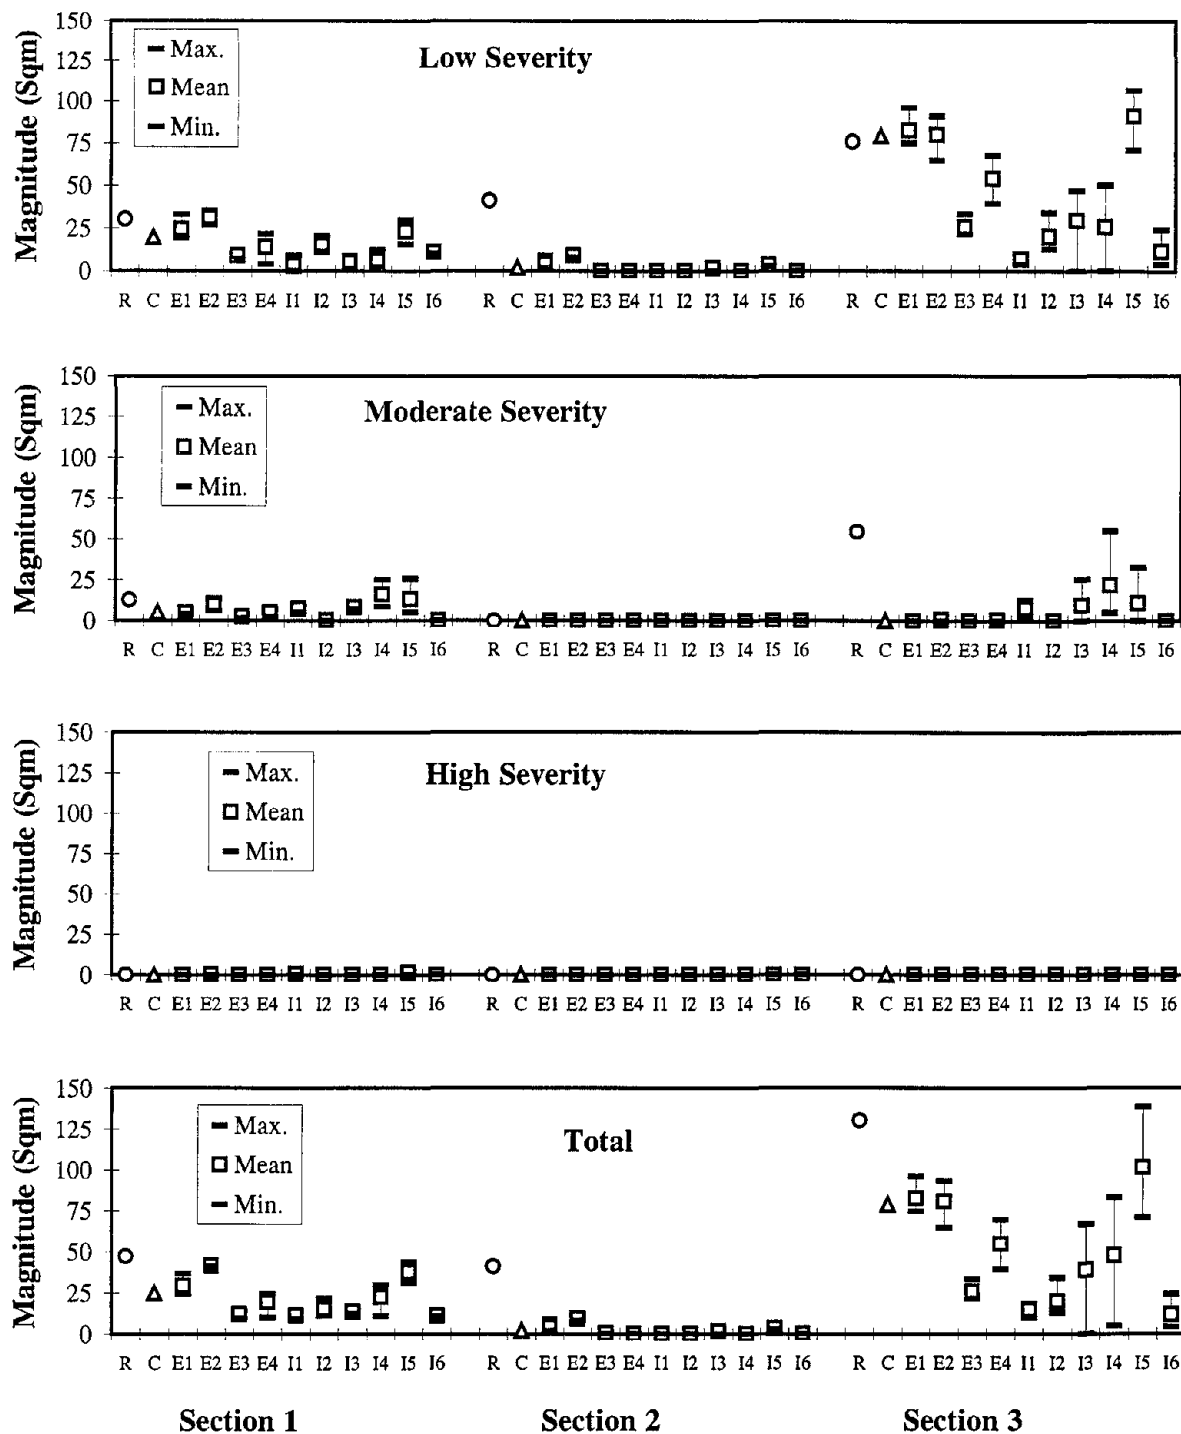 Low Severity
Magnitude (Sqm)
150
125
100
75
50
25
0
Max.
Mean
Min.
R C E1 E2 E3 E4 I1 I2 I3 I4 I5 I6 R C E1 E2 E3 E4 I1 I2 I3 I4 I5 I6 R C E1 E2 E3 E4 I1 I2 I3 I4 I5 I6
Moderate Severity
Magnitude (Sqm)
150
125
100
75
50
25
0
Max.
Mean
Min.
R C E1 E2 E3 E4 I1 I2 I3 I4 I5 I6 R C E1 E2 E3 E4 I1 I2 I3 I4 I5 I6 R C E1 E2 E3 E4 I1 I2 I3 I4 I5 I6
High Severity
Magnitude (Sqm)
150
125
100
75
50
25
0
Max.
Mean
Min.
R C E1 E2 E3 E4 I1 I2 I3 I4 I5 I6 R C E1 E2 E3 E4 I1 I2 I3 I4 I5 I6 R C E1 E2 E3 E4 I1 I2 I3 I4 I5 I6
Total
Magnitude (Sqm)
150
125
100
75
50
25
0
Max.
Mean
Min.
R C E1 E2 E3 E4 I1 I2 I3 I4 I5 I6 R C E1 E2 E3 E4 I1 I2 I3 I4 I5 I6 R C E1 E2 E3 E4 I1 I2 I3 I4 I5 I6
Section 1 Section 2 Section 3